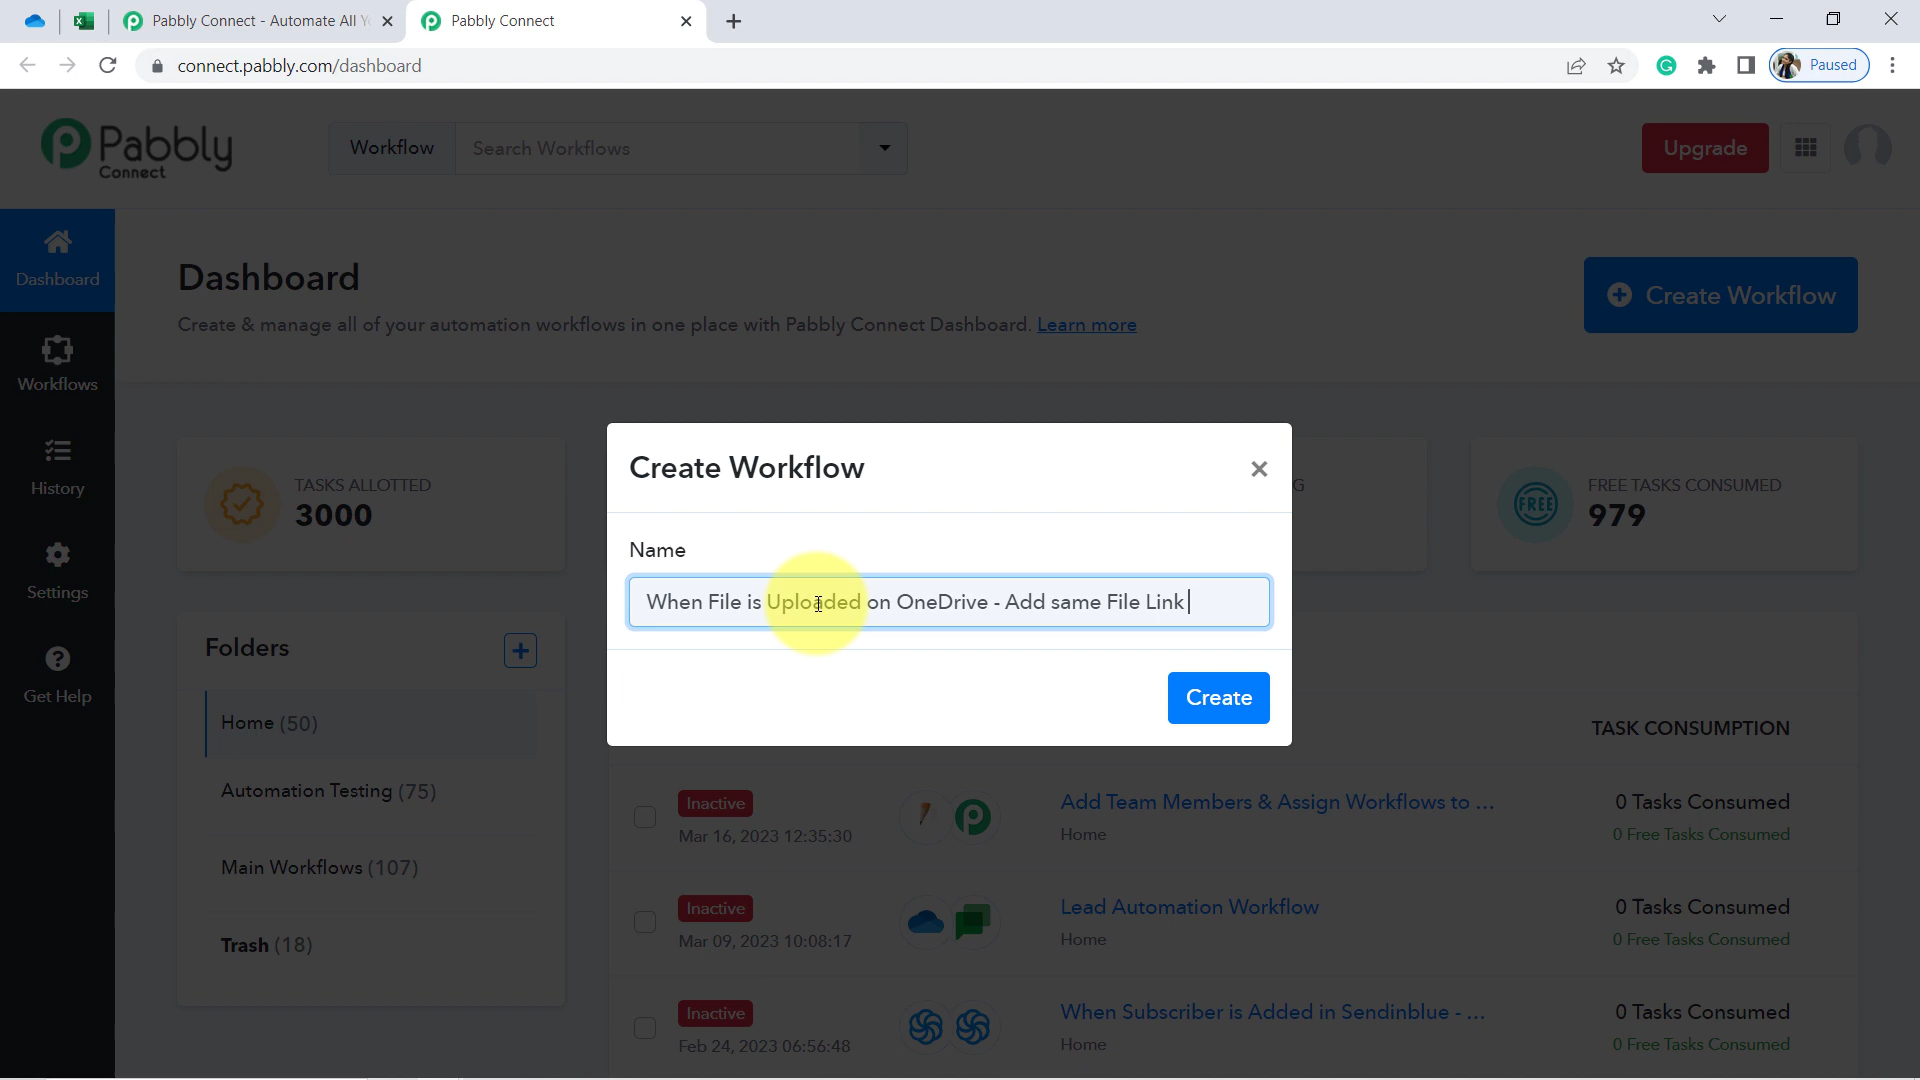 Pabbly Connect - Automate All Y
Pabbly Connect
connect.pabbly.com/dashboard
Paused
Pabbly
Connect
Workflow
Search Workflows
Upgrade
Dashboard
Workflows
History
Settings
Get Help
Dashboard
Create & manage all of your automation workflows in one place with Pabbly Connect Dashboard. Learn more
Create Workflow
TASKS ALLOTTED
3000
G
FREE
FREE TASKS CONSUMED
979
Create Workflow
Name
When File is Uploaded on OneDrive - Add same File Link
Create
Folders
Home (50)
Automation Testing (75)
Main Workflows (107)
Trash (18)
TASK CONSUMPTION
Inactive
Mar 16, 2023 12:35:30
Add Team Members & Assign Workflows to ...
Home
0 Tasks Consumed
0 Free Tasks Consumed
Inactive
Mar 09, 2023 10:08:17
Lead Automation Workflow
Home
0 Tasks Consumed
0 Free Tasks Consumed
Inactive
Feb 24, 2023 06:56:48
When Subscriber is Added in Sendinblue - ...
Home
0 Tasks Consumed
0 Free Tasks Consumed